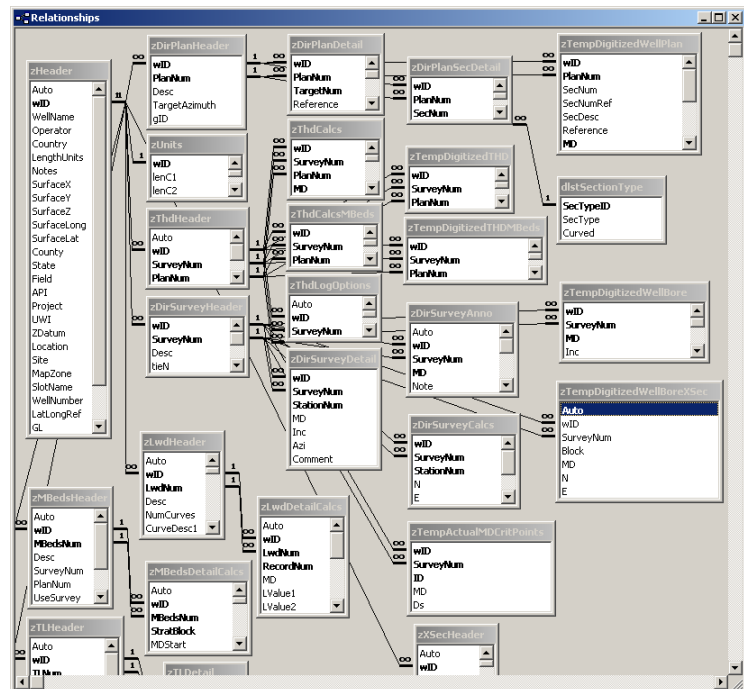 Relationships
zHeader
Auto
wID
WellName
Operator
Country
LengthUnits
Notes
SurfaceX
SurfaceY
SurfaceZ
SurfaceLong
SurfaceLat
County
State
Field
API
Project
UWI
ZDatum
Location
Site
MapZone
SlotName
WellNumber
LatLongRef
GL
zDirPlanHeader
wID
PlanNum
Desc
TargetAzimuth
gID
zUnits
wID
lenC1
lenC2
zThdHeader
Auto
wID
SurveyNum
PlanNum
zDirSurveyHeader
wID
SurveyNum
Desc
tieN
zDirPlanDetail
wID
PlanNum
TargetNum
Reference
zThdCalcs
wID
SurveyNum
PlanNum
MD
zThdCalcsMBeds
wID
SurveyNum
PlanNum
zThdLogOptions
Auto
wID
SurveyNum
zDirSurveyDetail
wID
SurveyNum
StationNum
MD
Inc
Azi
Comment
zDirPlanSecDetail
wID
PlanNum
SecNum
zTempDigitizedTHD
wID
SurveyNum
PlanNum
zTempDigitizedTHDMBeds
wID
SurveyNum
PlanNum
zDirSurveyAnno
Auto
wID
SurveyNum
MD
Note
zDirSurveyCalcs
wID
SurveyNum
StationNum
N
E
zTempActualMDCritPoints
wID
SurveyNum
ID
MD
Ds
zXSecHeader
Auto
wID
zTempDigitizedWellPlan
wID
PlanNum
SecNum
SecNumRef
SecDesc
Reference
MD
dlstSectionType
SecTypeID
SecType
Curved
zTempDigitizedWellBore
wID
SurveyNum
MD
Inc
zTempDigitizedWellBoreXSec
Auto
wID
SurveyNum
Block
MD
N
E
zLwdHeader
Auto
wID
LwdNum
Desc
NumCurves
CurveDesc1
zLwdDetailCalcs
Auto
wID
LwdNum
RecordNum
MD
LValue1
LValue2
zMBedsHeader
Auto
wID
MBedsNum
Desc
SurveyNum
PlanNum
UseSurvey
zMBedsDetailCalcs
Auto
wID
MBedsNum
StratBlock
MDStart
zTLHeader
Auto
wID
TLNum
zTLDetail